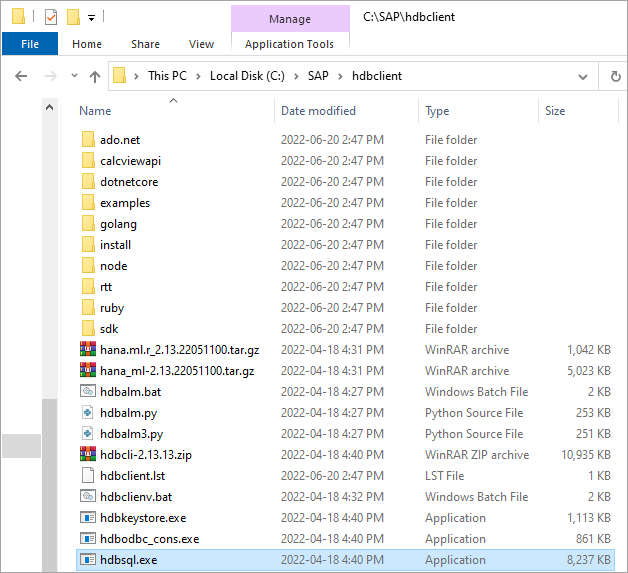 Manage C:\SAP\hdbclient
File Home Share View Application Tools
This PC Local Disk (C:) SAP hdbclient
Name Date modified Type Size
ado.net 2022-06-20 2:47 PM File folder
calcviewapi 2022-06-20 2:47 PM File folder
dotnetcore 2022-06-20 2:47 PM File folder
examples 2022-06-20 2:47 PM File folder
golang 2022-06-20 2:47 PM File folder
install 2022-06-20 2:47 PM File folder
node 2022-06-20 2:47 PM File folder
rtt 2022-06-20 2:47 PM File folder
ruby 2022-06-20 2:47 PM File folder
sdk 2022-06-20 2:47 PM File folder
hana.ml.r_2.13.22051100.tar.gz 2022-04-18 4:31 PM WinRAR archive 1,042 KB
hana_ml-2.13.22051100.tar.gz 2022-04-18 4:31 PM WinRAR archive 5,023 KB
hdbalm.bat 2022-04-18 4:27 PM Windows Batch File 2 KB
hdbalm.py 2022-04-18 4:27 PM Python Source File 253 KB
hdbalm3.py 2022-04-18 4:27 PM Python Source File 251 KB
hdbcli-2.13.13.zip 2022-04-18 4:40 PM WinRAR ZIP archive 10,935 KB
hdbclient.lst 2022-06-20 2:47 PM LST File 1 KB
hdbclienv.bat 2022-04-18 4:32 PM Windows Batch File 2 KB
hdbkeystore.exe 2022-04-18 4:40 PM Application 1,113 KB
hdbodbc_cons.exe 2022-04-18 4:40 PM Application 861 KB
hdbsql.exe 2022-04-18 4:40 PM Application 8,237 KB